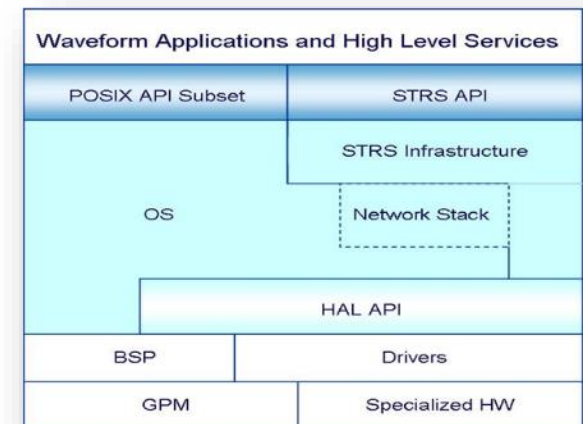 Waveform Applications and High Level Services
POSIX API Subset
STRS API
STRS Infrastructure
OS
Network Stack
HAL API
BSP
Drivers
GPM
Specialized HW